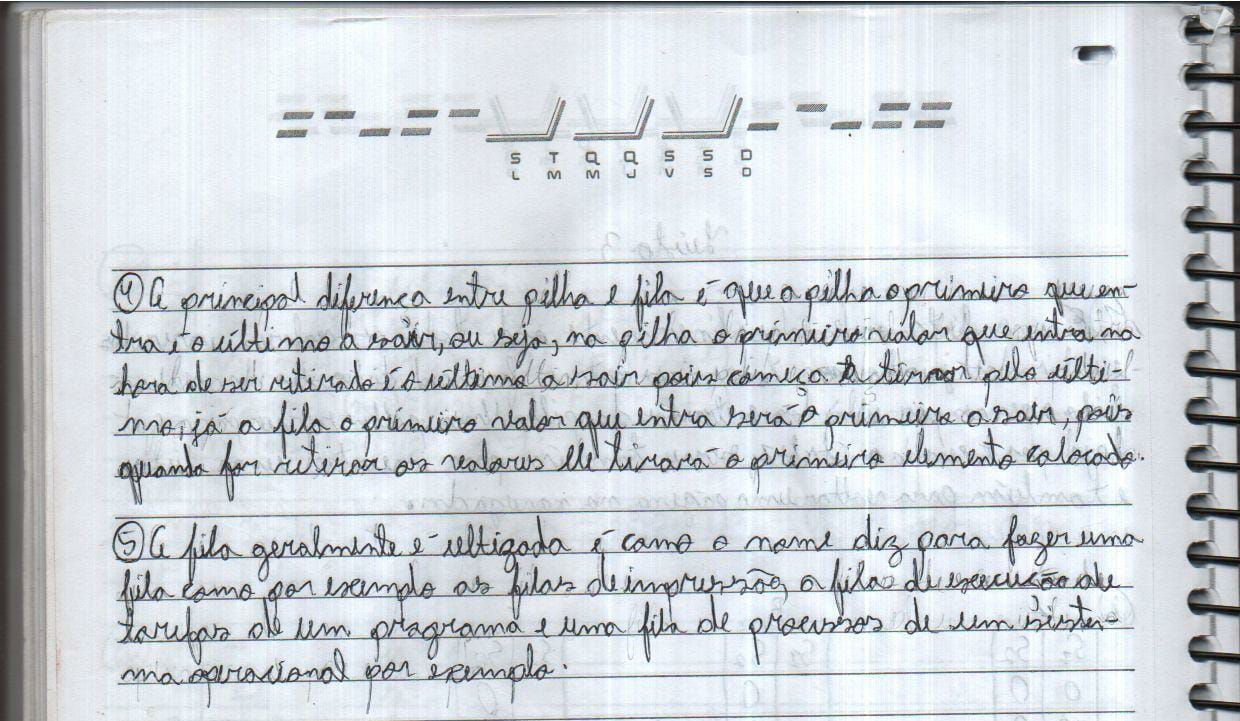 S T Q Q S S D
L M M J V S D
④ A principal diferença entre pilha e fila é que a pilha o primeiro que en-
tra é o último a sair, ou seja, na pilha o primeiro valor que entra na
hora de ser retirado é o último a sair pois começa a tirar pelo últi-
mo, já a fila o primeiro valor que entra será o primeiro a sair, pois
quando for retirar os valores ele tirará o primeiro elemento colocado.
⑤ A fila geralmente é ultizada é como o nome diz para fazer uma
fila como por exemplo as filas de impressão, a filas de execução de
tarefas de um programa e uma fila de processos de um siste-
ma operacional por exemplo.